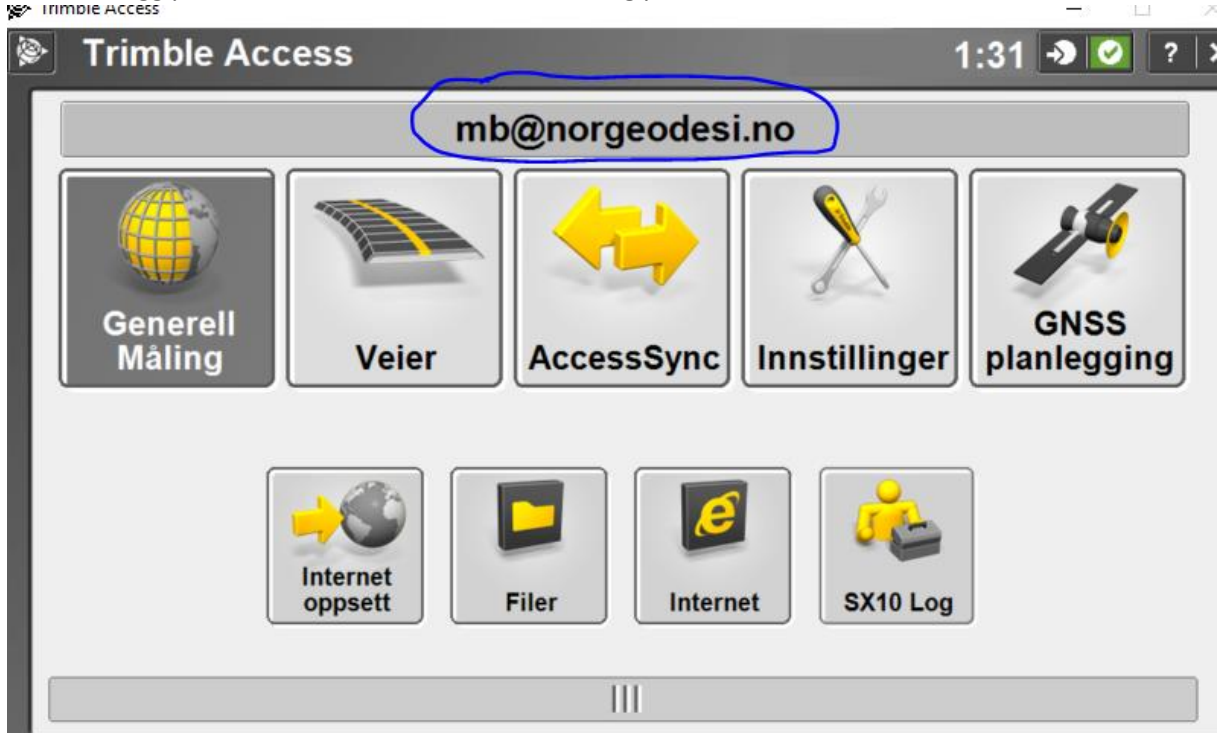 Trimble Access
Trimble Access
1:31
?
mb@norgeodesi.no
Generell
Måling
Veier
AccessSync
Innstillinger
GNSS
planlegging
Internet
oppsett
Filer
Internet
SX10 Log